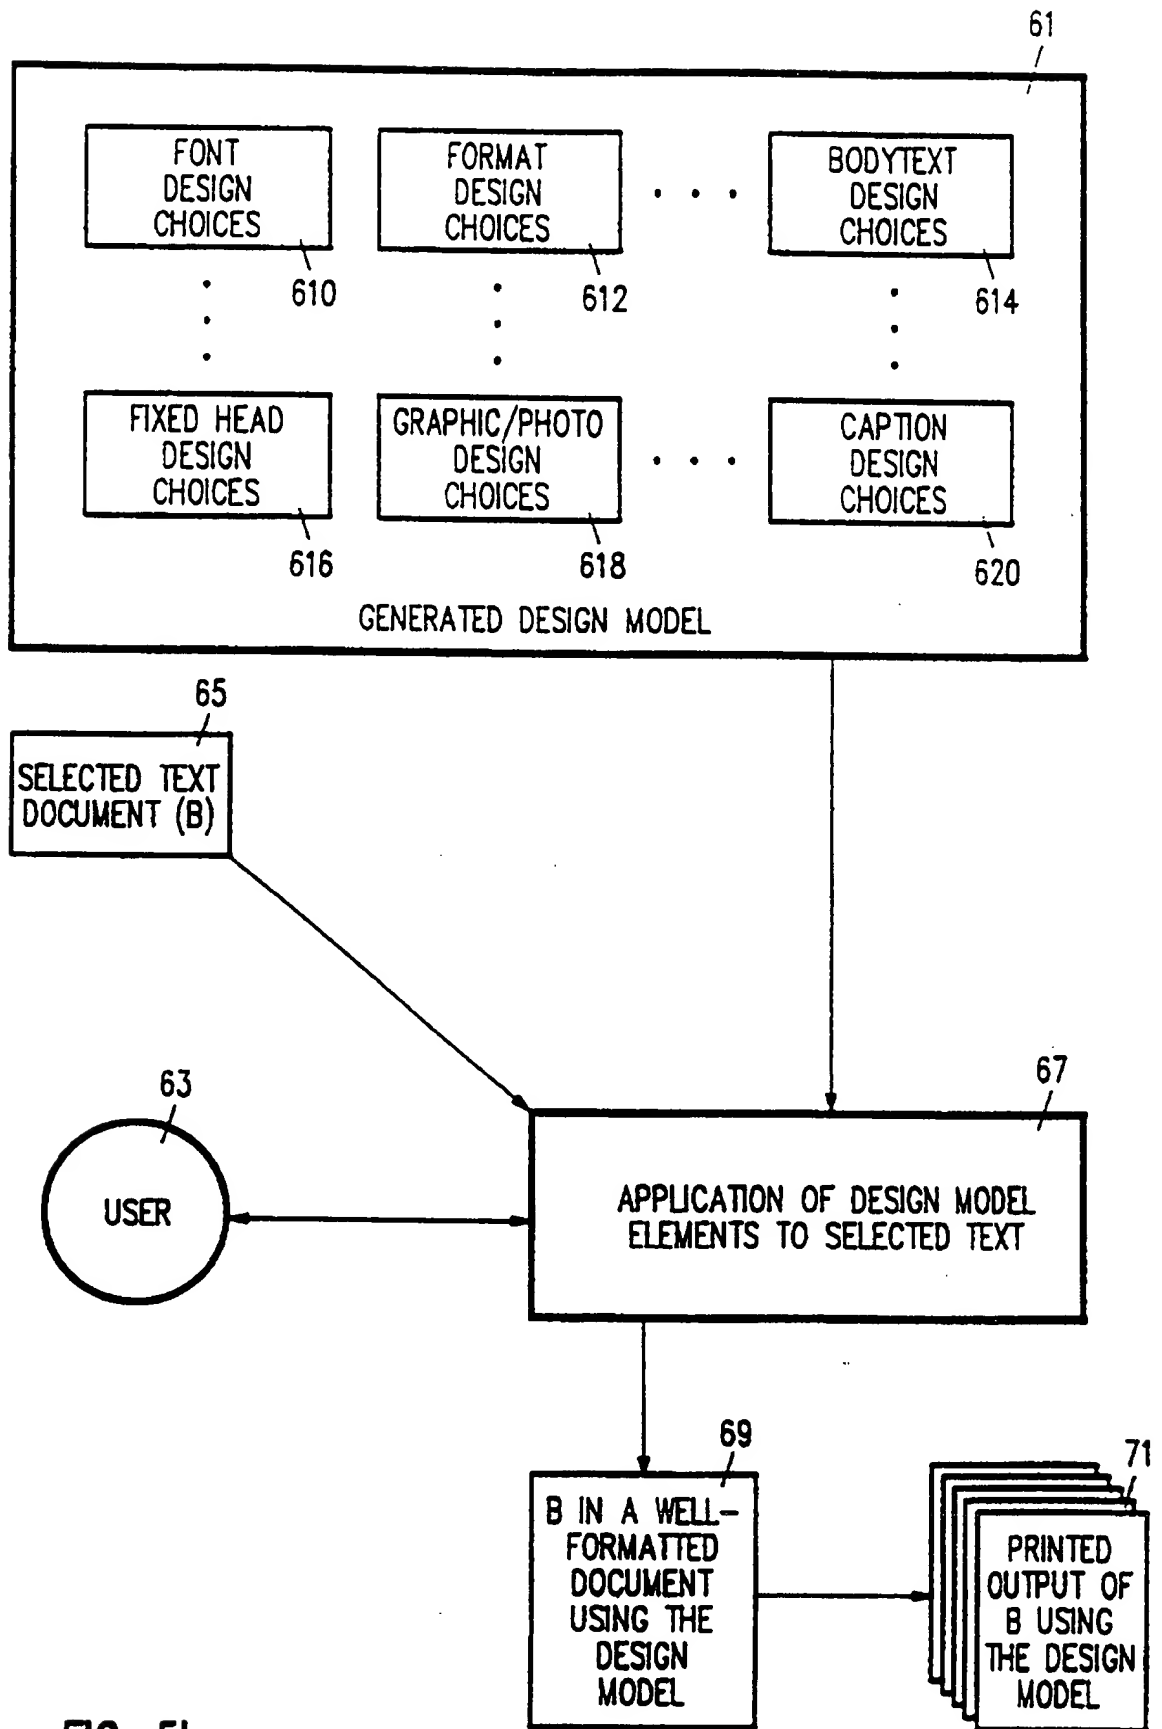 61
FONT
DESIGN
CHOICES
610
FORMAT
DESIGN
CHOICES
612
BODYTEXT
DESIGN
CHOICES
614
FIXED HEAD
DESIGN
CHOICES
616
GRAPHIC/PHOTO
DESIGN
CHOICES
618
CAPTION
DESIGN
CHOICES
620
GENERATED DESIGN MODEL
65
SELECTED TEXT
DOCUMENT (B)
63
USER
67
APPLICATION OF DESIGN MODEL
ELEMENTS TO SELECTED TEXT
69
B IN A WELL-
FORMATTED
DOCUMENT
USING THE
DESIGN
MODEL
71
PRINTED
OUTPUT OF
B USING
THE DESIGN
MODEL